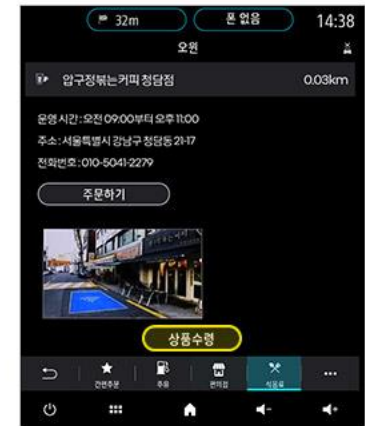 32m
폰 없음
14:38
오윈
압구정볶는커피 청담점
0.03km
운영 시간 : 오전 09:00부터 오후 11:00
주소 : 서울특별시 강남구 청담동 21-17
전화번호 : 010-5041-2279
주문하기
상품수령
간편주문
주유
편의점
식음료